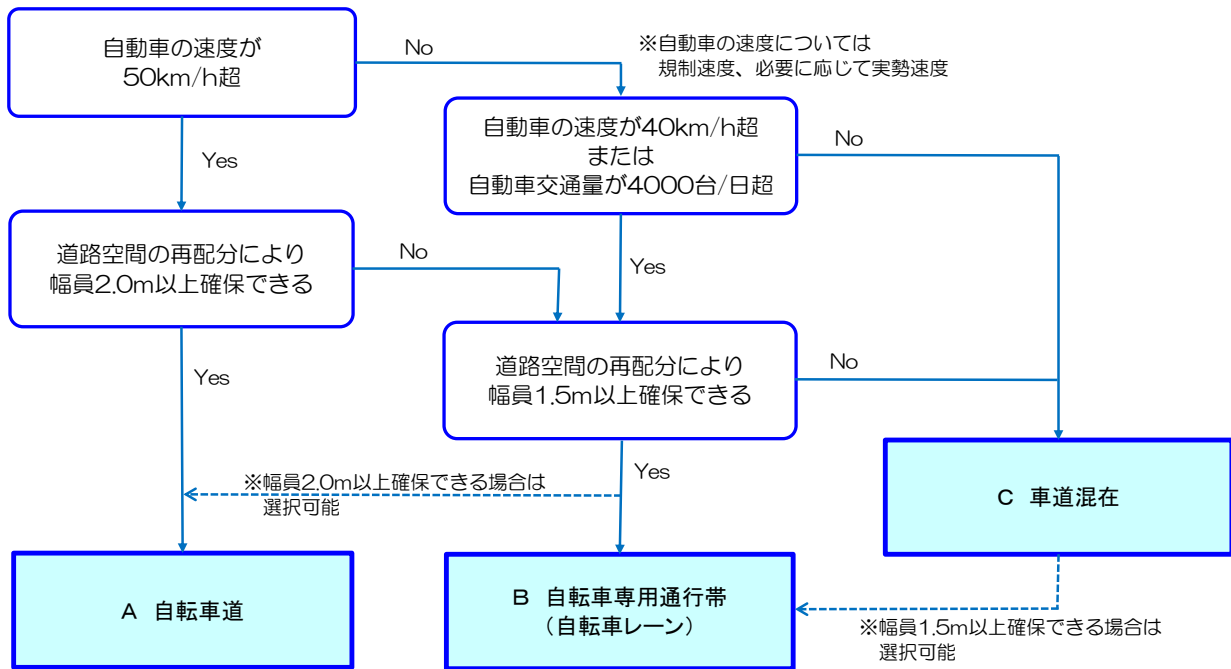 自動車の速度が
50km/h超
No
※自動車の速度については
規制速度、必要に応じて実勢速度
自動車の速度が40km/h超
または
自動車交通量が4000台/日超
No
Yes
道路空間の再配分により
幅員2.0m以上確保できる
No
Yes
道路空間の再配分により
幅員1.5m以上確保できる
No
Yes
※幅員2.0m以上確保できる場合は
選択可能
Yes
C 車道混在
A 自転車道
B 自転車専用通行帯
（自転車レーン）
※幅員1.5m以上確保できる場合は
選択可能